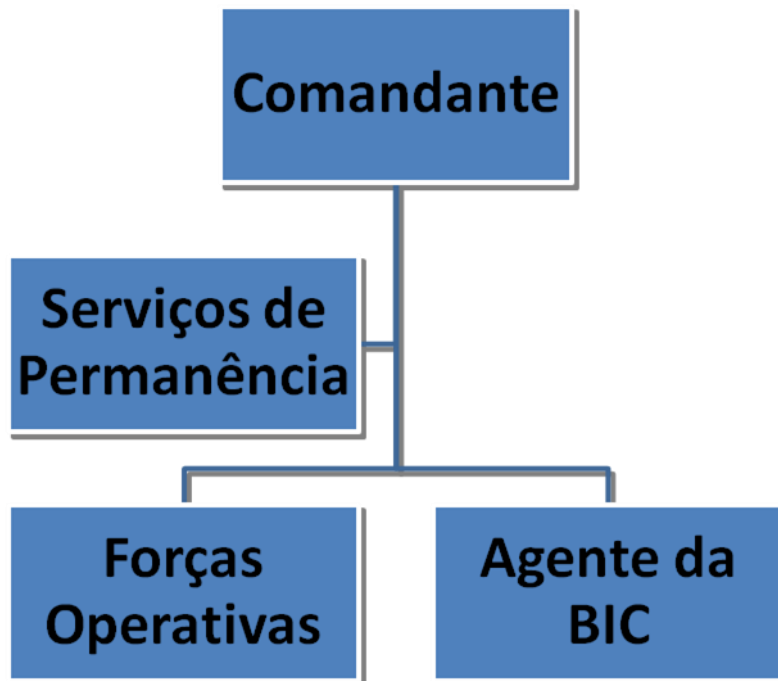 Comandante
Serviços de
Permanência
Forças
Operativas
Agente da
BIC